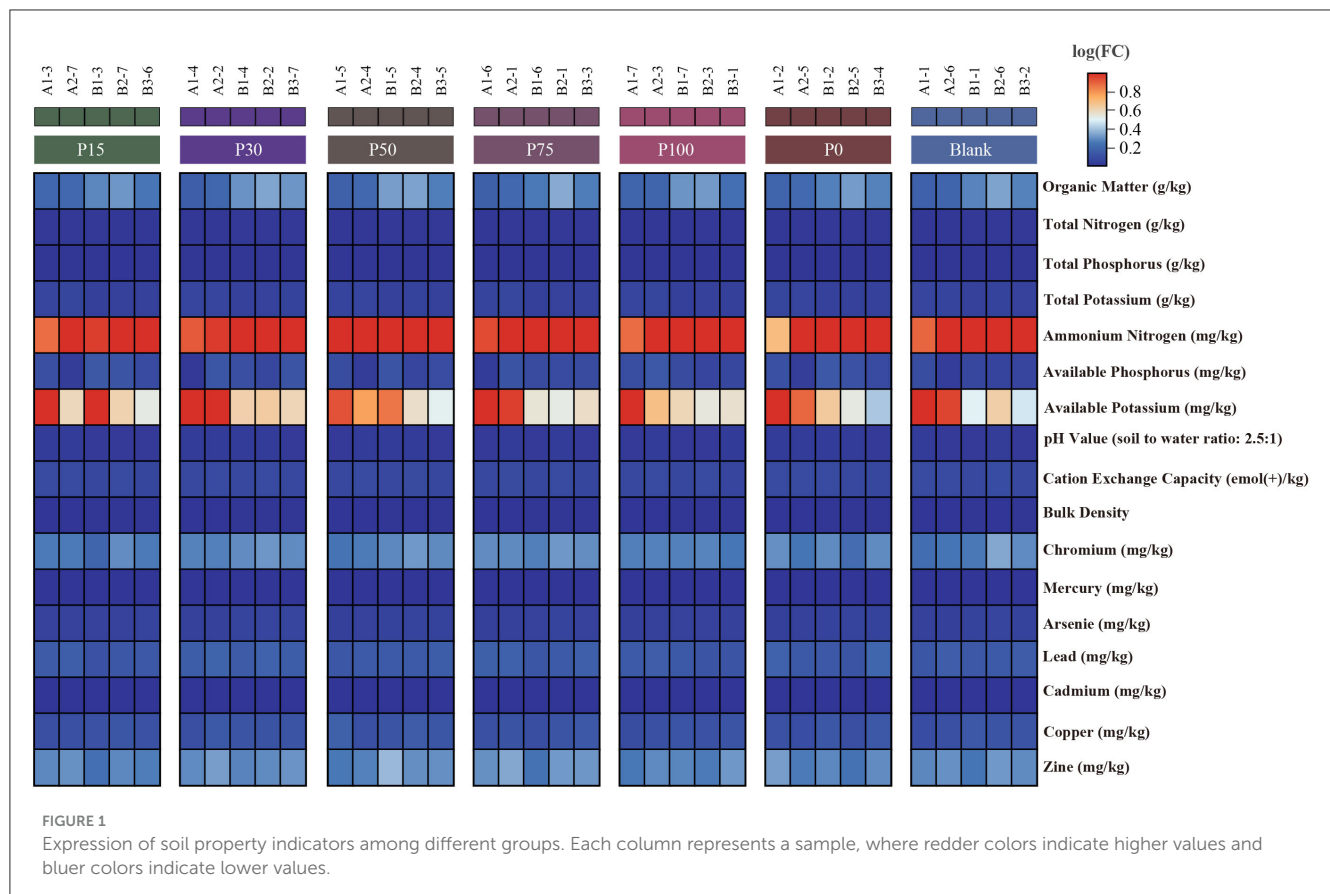 log(FC)
A1-3 A2-7 B1-3 B2-7 B3-6 A1-4 A2-2 B1-4 B2-2 B3-7 A1-5 A2-4 B1-5 B2-4 B3-5 A1-6 A2-1 B1-6 B2-1 B3-3 A1-7 A2-3 B1-7 B2-3 B3-1 A1-2 A2-5 B1-2 B2-5 B3-4 A1-1 A2-6 B1-1 B2-6 B3-2
0.8
0.6
0.4
0.2
P15 P30 P50 P75 P100 P0 Blank
Organic Matter (g/kg)
Total Nitrogen (g/kg)
Total Phosphorus (g/kg)
Total Potassium (g/kg)
Ammonium Nitrogen (mg/kg)
Available Phosphorus (mg/kg)
Available Potassium (mg/kg)
pH Value (soil to water ratio: 2.5:1)
Cation Exchange Capacity (emol(+)/kg)
Bulk Density
Chromium (mg/kg)
Mercury (mg/kg)
Arsenie (mg/kg)
Lead (mg/kg)
Cadmium (mg/kg)
Copper (mg/kg)
Zine (mg/kg)
FIGURE 1
Expression of soil property indicators among different groups. Each column represents a sample, where redder colors indicate higher values and
bluer colors indicate lower values.